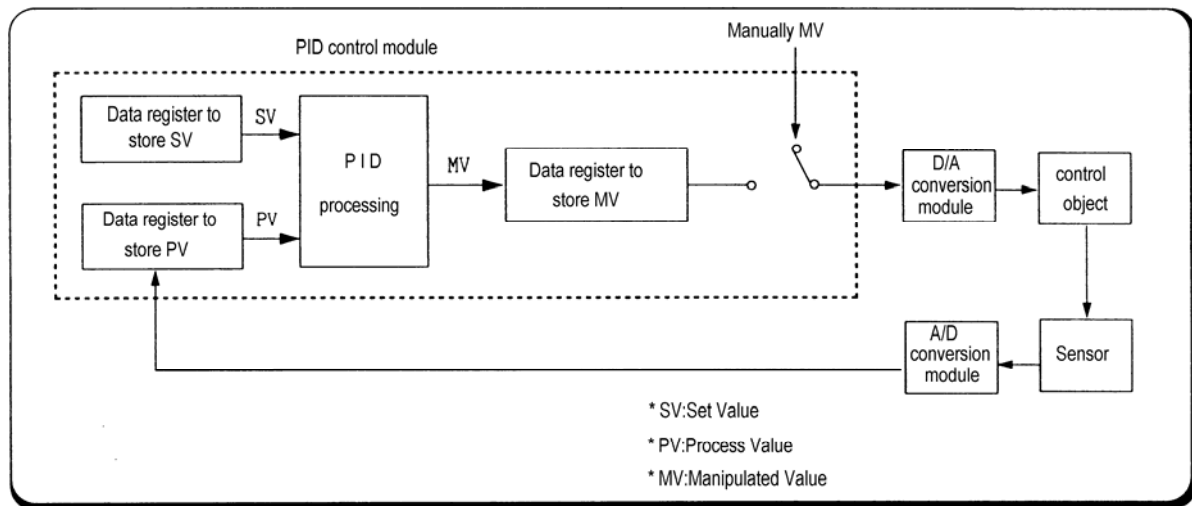 Manually MV
PID control module
Data register to
store SV
SV
P I D
processing
MV
Data register to
store MV
D/A
conversion
module
control
object
Data register to
store PV
PV
A/D
conversion
module
Sensor
* SV:Set Value
* PV:Process Value
* MV:Manipulated Value